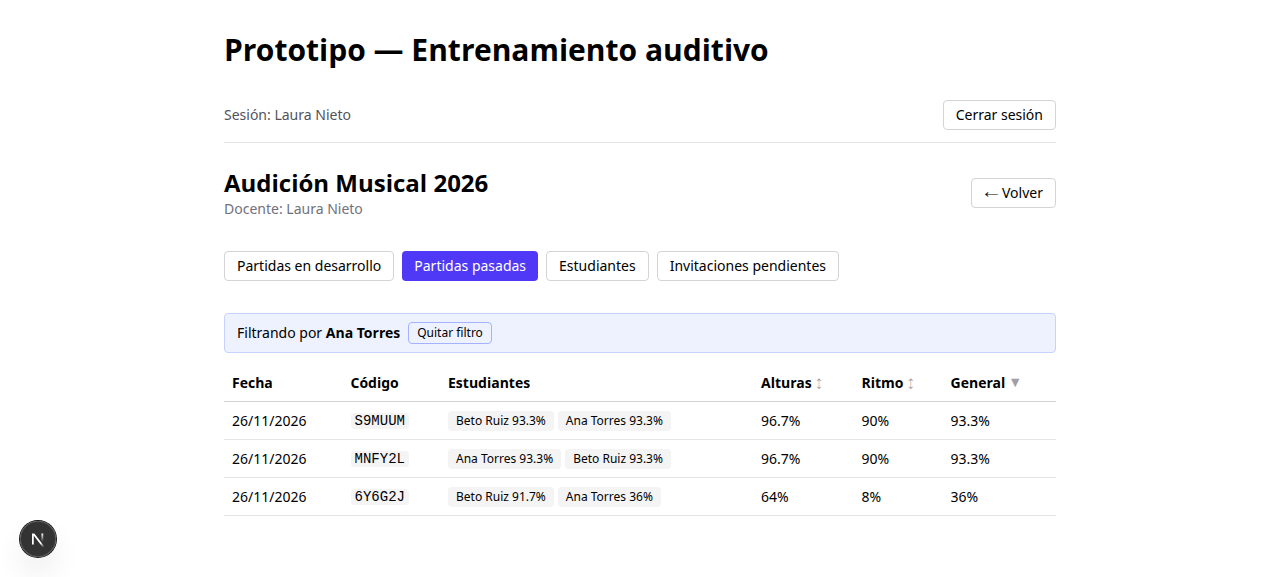 Prototipo — Entrenamiento auditivo
Sesión: Laura Nieto
Cerrar sesión
Audición Musical 2026
Docente: Laura Nieto
← Volver
Partidas en desarrollo Partidas pasadas Estudiantes Invitaciones pendientes
Filtrando por Ana Torres Quitar filtro
Fecha Código Estudiantes Alturas ↕ Ritmo ↕ General ▼
26/11/2026 S9MUUM Beto Ruiz 93.3% Ana Torres 93.3% 96.7% 90% 93.3%
26/11/2026 MNFY2L Ana Torres 93.3% Beto Ruiz 93.3% 96.7% 90% 93.3%
26/11/2026 6Y6G2J Beto Ruiz 91.7% Ana Torres 36% 64% 8% 36%
N